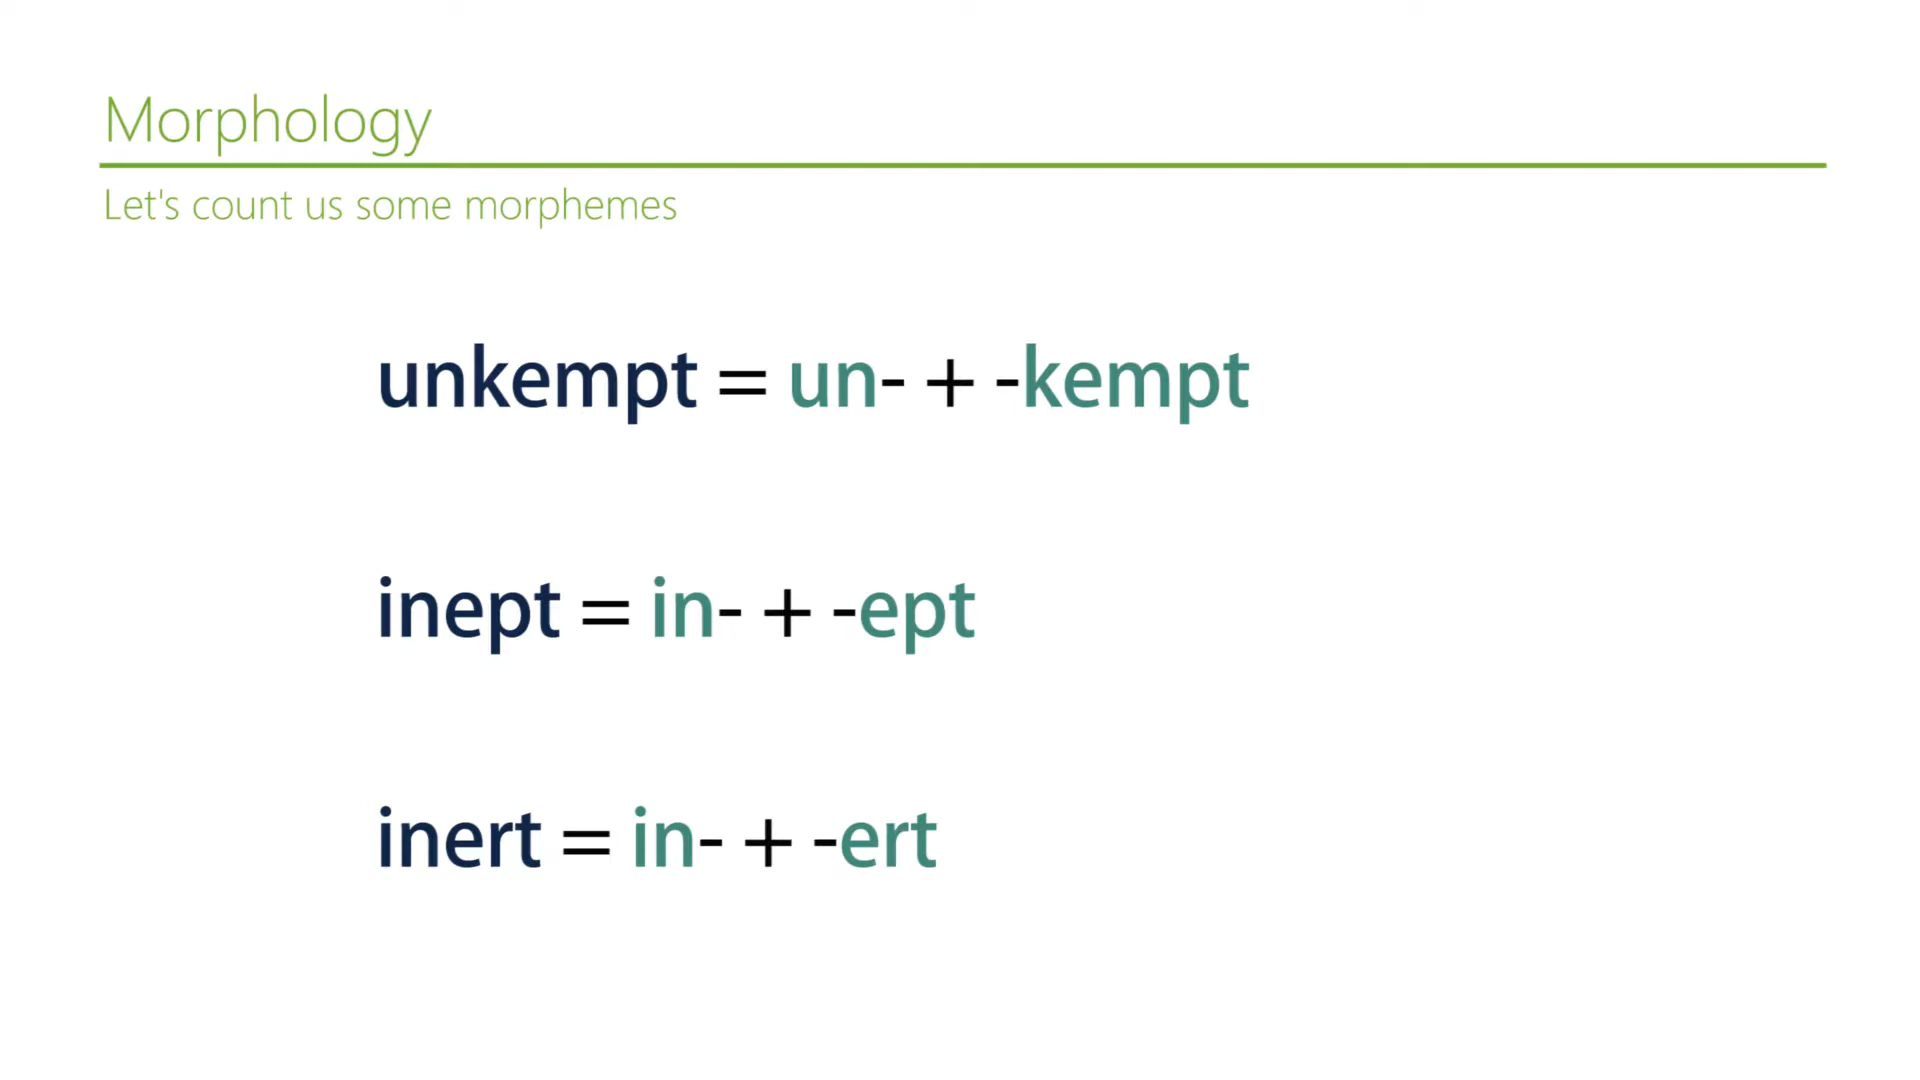 Morphology
Let's count us some morphemes
unkempt = un- + -kempt
inept = in- + -ept
inert = in- + -ert